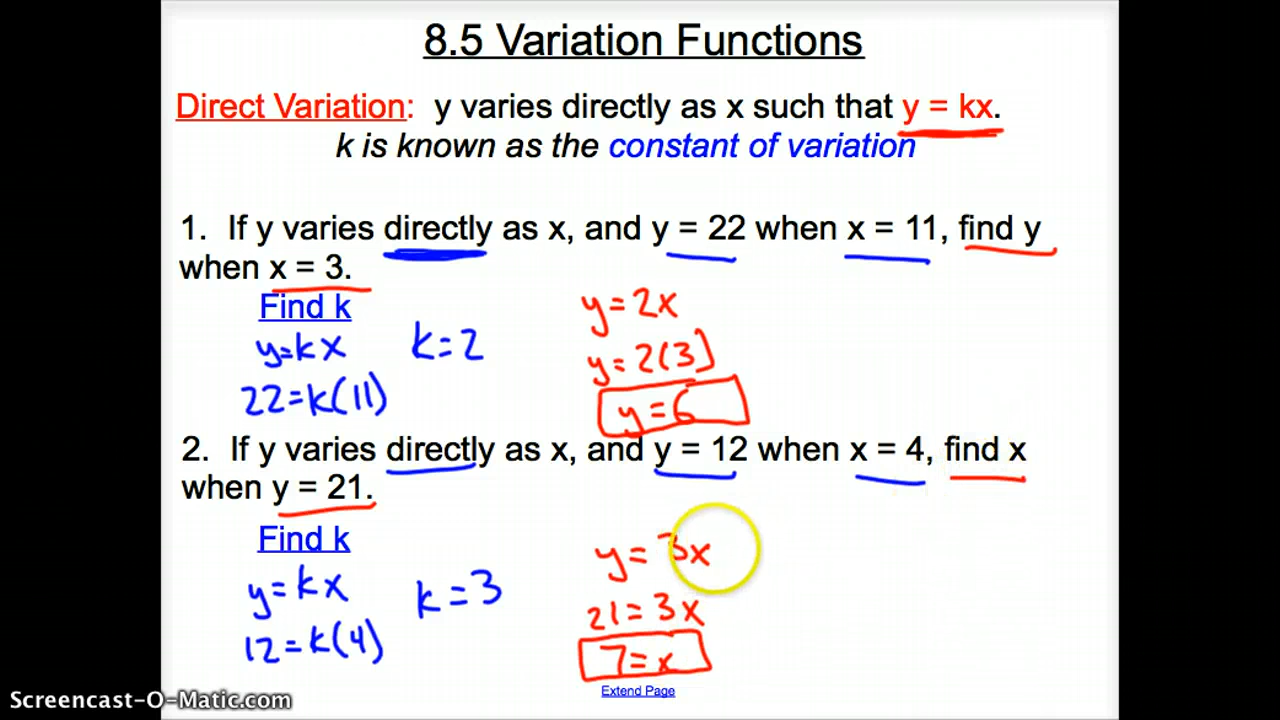 8.5 Variation Functions
Direct Variation: y varies directly as x such that y = kx.
k is known as the constant of variation
1. If y varies directly as x, and y = 22 when x = 11, find y
when x = 3.
Find k
y=kx
22=k(11)
k=2
y=2x
y=2(3)
y=6
2. If y varies directly as x, and y = 12 when x = 4, find x
when y = 21.
Find k
y=kx
12=k(4)
k=3
y=3x
21=3x
7=x
Extend Page
Screencast-O-Matic.com